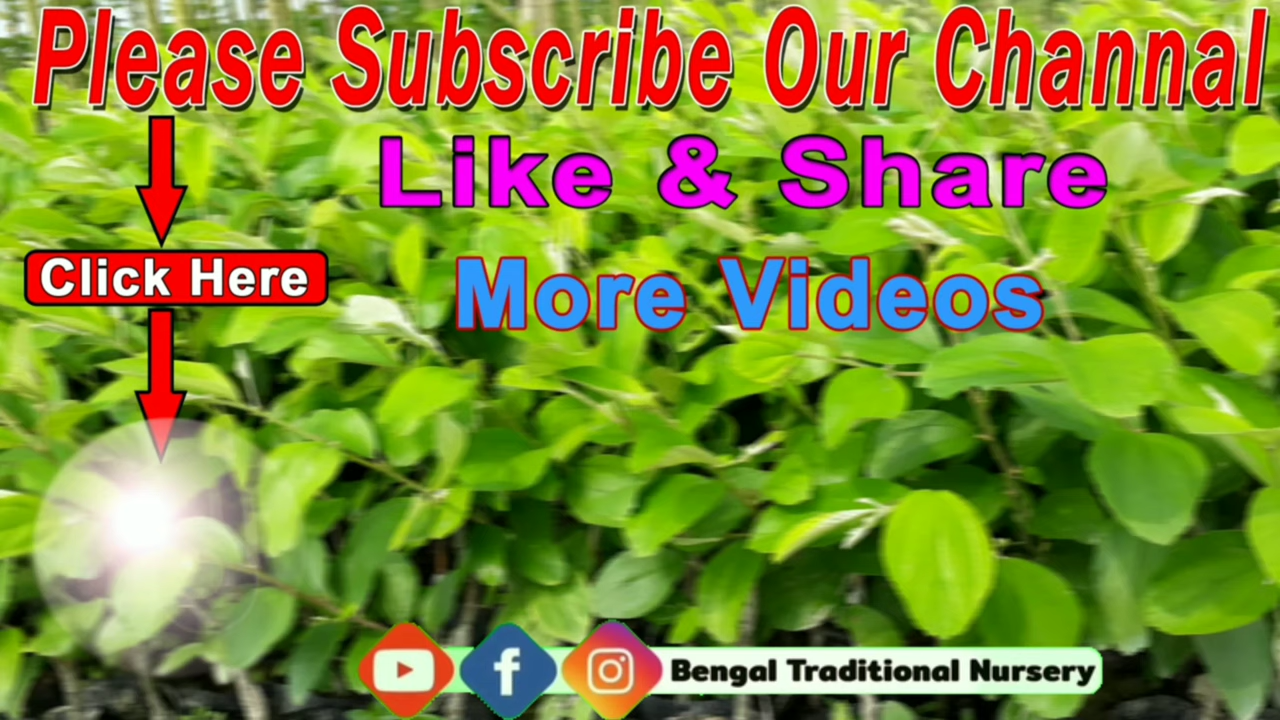 Please Subscribe Our Channal
Like & Share
Click Here
More Videos
Bengal Traditional Nursery